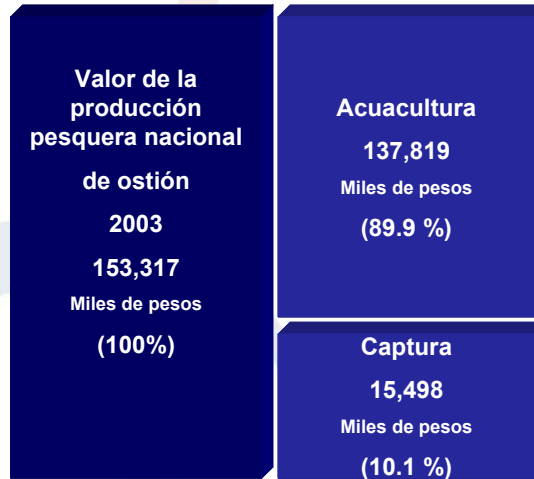 Valor de la
producción
pesquera nacional
de ostión
2003
153,317
Miles de pesos
(100%)
Acuacultura
137,819
Miles de pesos
(89.9 %)
Captura
15,498
Miles de pesos
(10.1 %)